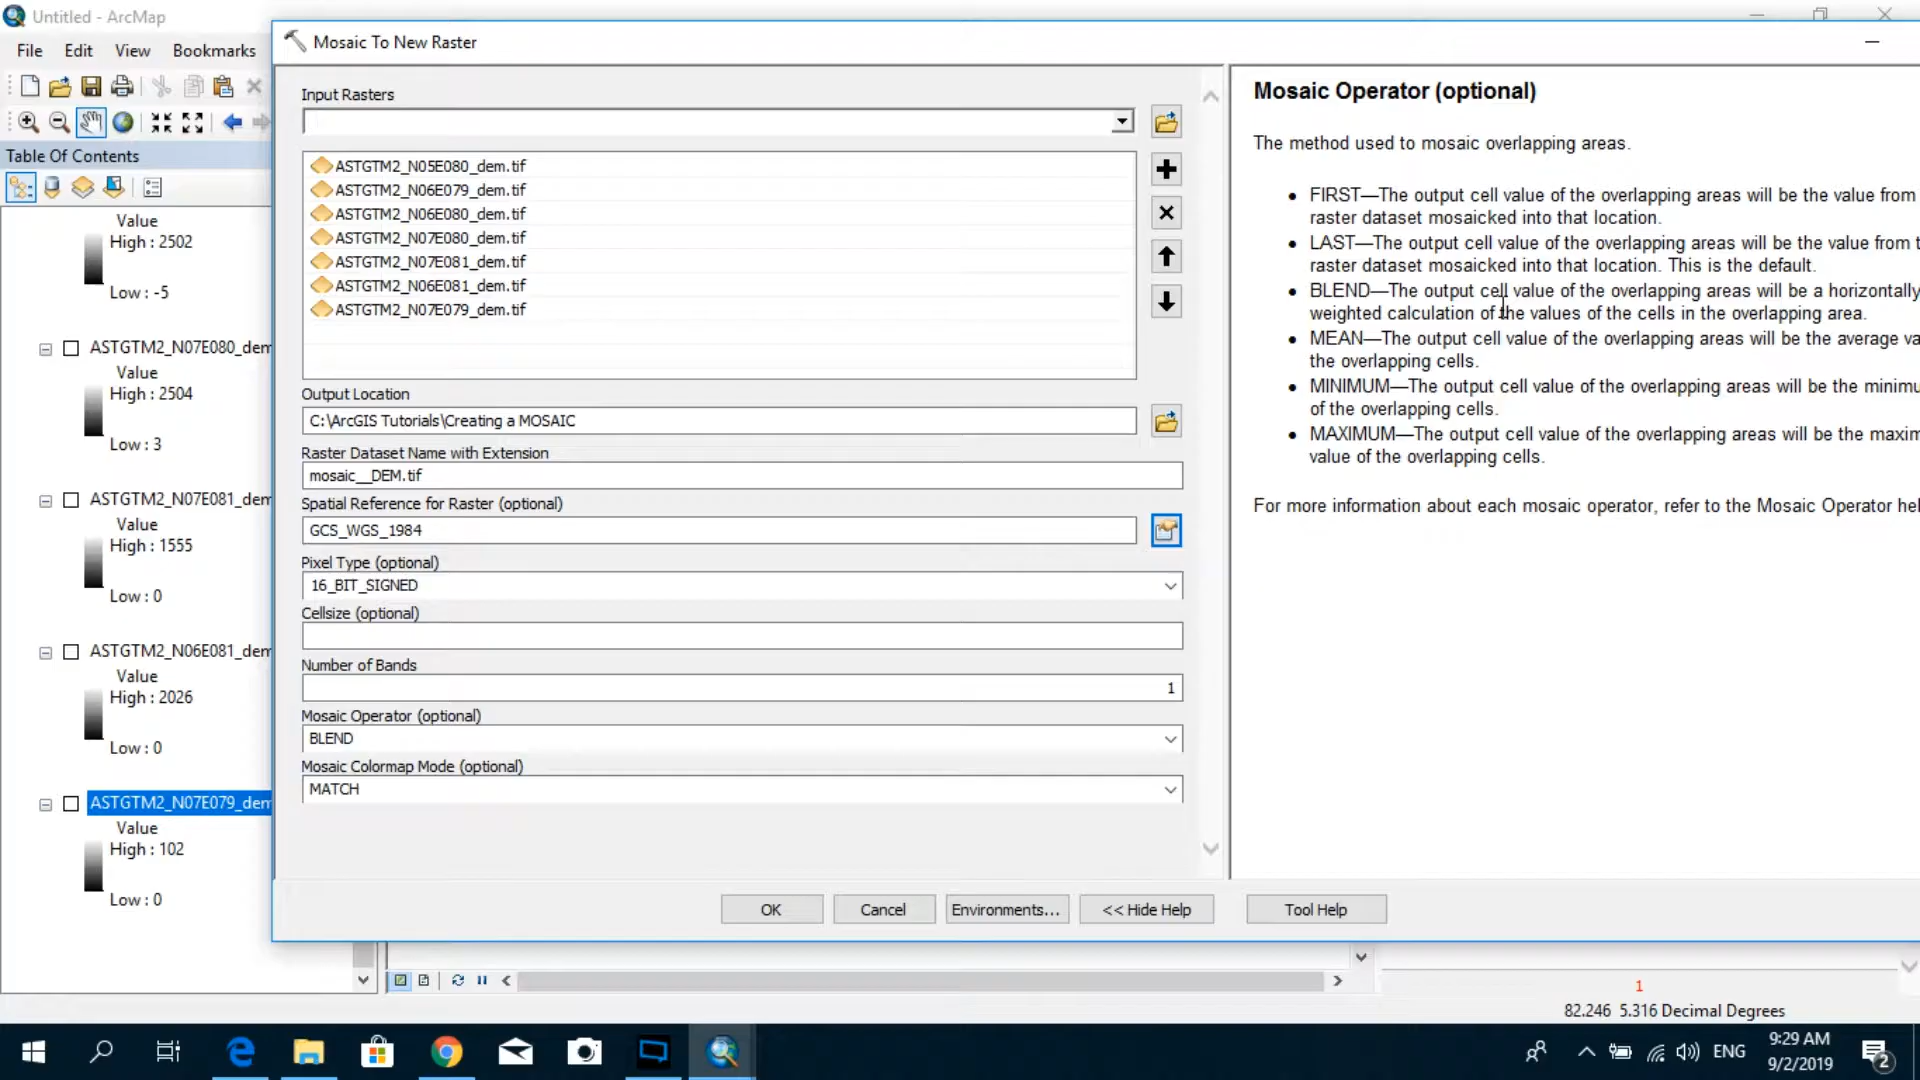 Untitled - ArcMap
File Edit View Bookmarks
Table Of Contents
Value
High : 2502
Low : -5
ASTGTM2_N07E080_dem
Value
High : 2504
Low : 3
ASTGTM2_N07E081_dem
Value
High : 1555
Low : 0
ASTGTM2_N06E081_dem
Value
High : 2026
Low : 0
ASTGTM2_N07E079_dem
Value
High : 102
Low : 0
Mosaic To New Raster
Input Rasters
ASTGTM2_N05E080_dem.tif
ASTGTM2_N06E079_dem.tif
ASTGTM2_N06E080_dem.tif
ASTGTM2_N07E080_dem.tif
ASTGTM2_N07E081_dem.tif
ASTGTM2_N06E081_dem.tif
ASTGTM2_N07E079_dem.tif
Output Location
C:\ArcGIS Tutorials\Creating a MOSAIC
Raster Dataset Name with Extension
mosaic__DEM.tif
Spatial Reference for Raster (optional)
GCS_WGS_1984
Pixel Type (optional)
16_BIT_SIGNED
Cellsize (optional)
Number of Bands
1
Mosaic Operator (optional)
BLEND
Mosaic Colormap Mode (optional)
MATCH
OK Cancel Environments... << Hide Help Tool Help
Mosaic Operator (optional)
The method used to mosaic overlapping areas.
• FIRST—The output cell value of the overlapping areas will be the value from
raster dataset mosaicked into that location.
• LAST—The output cell value of the overlapping areas will be the value from t
raster dataset mosaicked into that location. This is the default.
• BLEND—The output cell value of the overlapping areas will be a horizontally
weighted calculation of the values of the cells in the overlapping area.
• MEAN—The output cell value of the overlapping areas will be the average va
the overlapping cells.
• MINIMUM—The output cell value of the overlapping areas will be the minimu
of the overlapping cells.
• MAXIMUM—The output cell value of the overlapping areas will be the maxim
value of the overlapping cells.
For more information about each mosaic operator, refer to the Mosaic Operator hel
1
82.246 5.316 Decimal Degrees
ENG
9:29 AM
9/2/2019
2